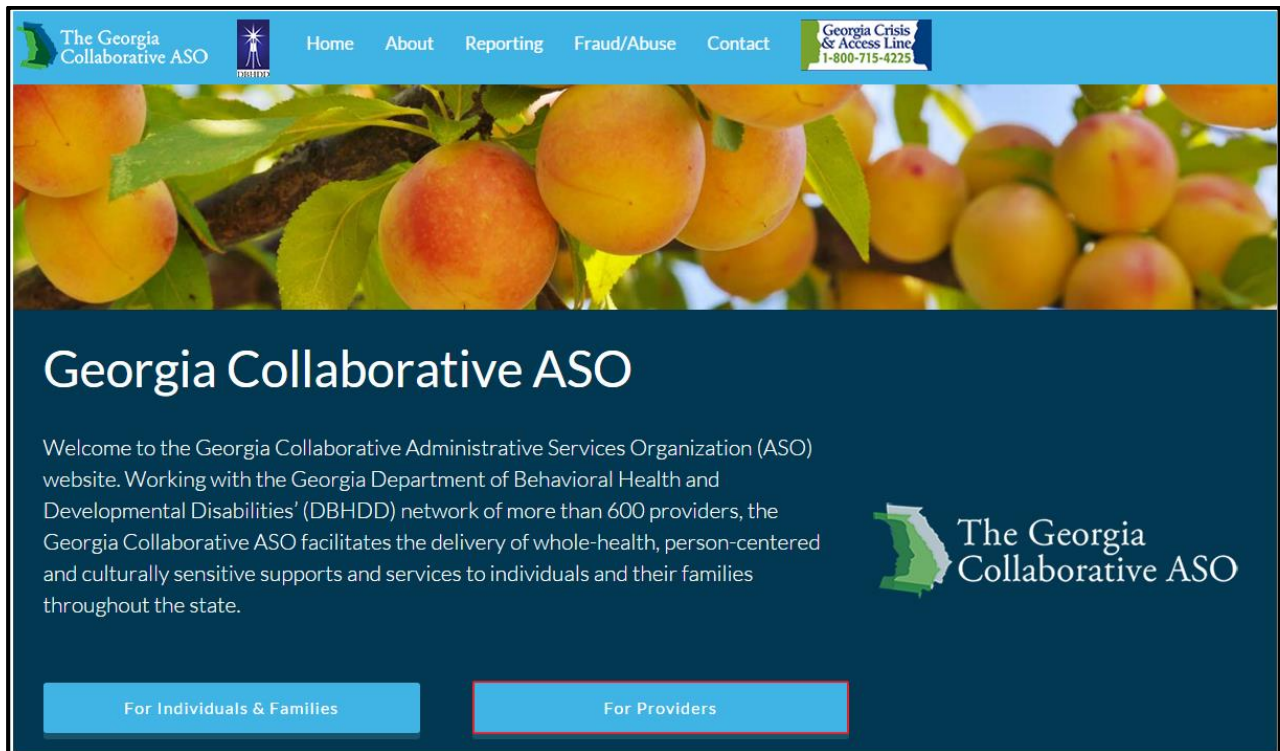 The Georgia
Collaborative ASO
DBHDD
Home About Reporting Fraud/Abuse Contact
Georgia Crisis
& Access Line
1-800-715-4225
Georgia Collaborative ASO
Welcome to the Georgia Collaborative Administrative Services Organization (ASO)
website. Working with the Georgia Department of Behavioral Health and
Developmental Disabilities’ (DBHDD) network of more than 600 providers, the
Georgia Collaborative ASO facilitates the delivery of whole-health, person-centered
and culturally sensitive supports and services to individuals and their families
throughout the state.
The Georgia
Collaborative ASO
For Individuals & Families
For Providers